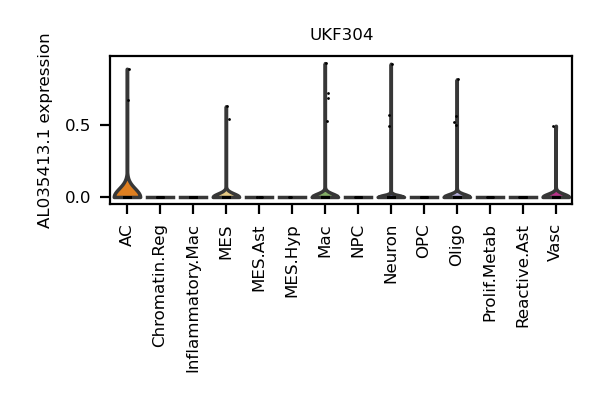 UKF304
AL035413.1 expression
0.5
0.0
AC
Chromatin.Reg
Inflammatory.Mac
MES
MES.Ast
MES.Hyp
Mac
NPC
Neuron
OPC
Oligo
Prolif.Metab
Reactive.Ast
Vasc